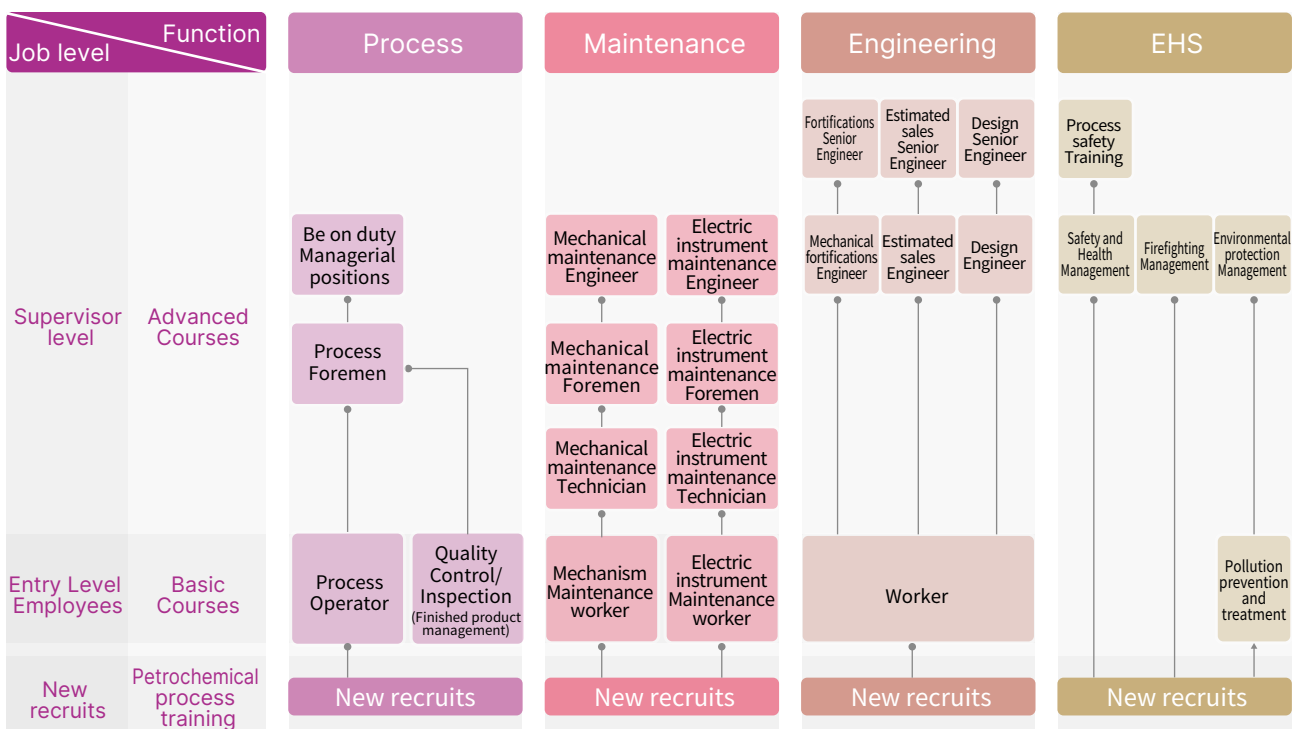 Function
Job level
Process
Maintenance
Engineering
EHS
Fortifications
Senior
Engineer
Estimated
sales
Senior
Engineer
Design
Senior
Engineer
Process
safety
Training
Be on duty
Managerial
positions
Mechanical
maintenance
Engineer
Electric
instrument
maintenance
Engineer
Mechanical
fortifications
Engineer
Estimated
sales
Engineer
Design
Engineer
Safety and
Health
Management
Firefighting
Management
Environmental
protection
Management
Supervisor
level
Advanced
Courses
Process
Foremen
Mechanical
maintenance
Foremen
Electric
instrument
maintenance
Foremen
Mechanical
maintenance
Technician
Electric
instrument
maintenance
Technician
Entry Level
Employees
Basic
Courses
Process
Operator
Quality
Control/
Inspection
(Finished product
management)
Mechanism
Maintenance
worker
Electric
instrument
Maintenance
worker
Worker
Pollution
prevention
and
treatment
New
recruits
Petrochemical
process
training
New recruits
New recruits
New recruits
New recruits